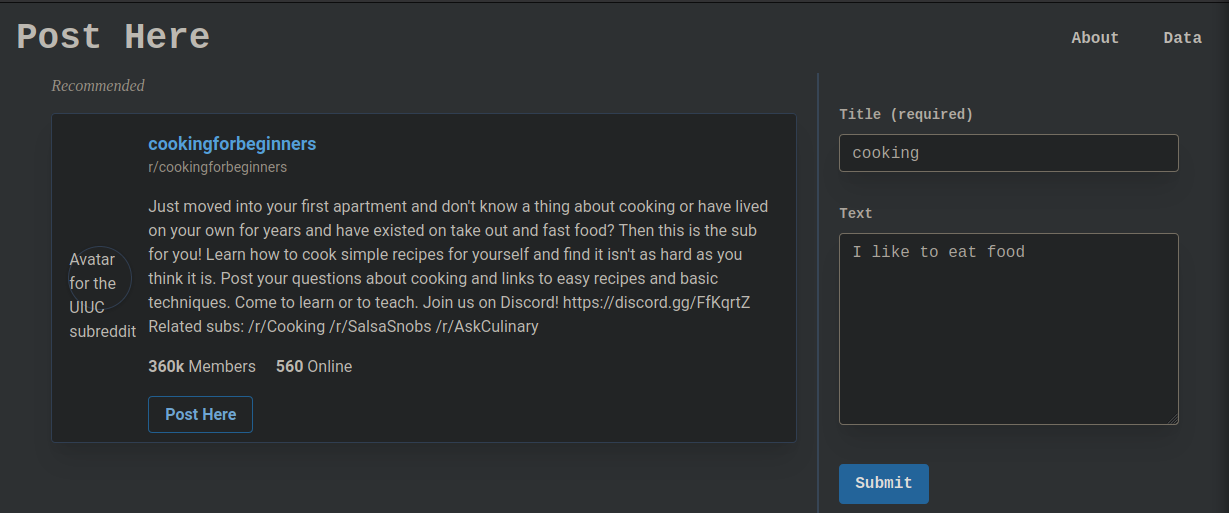 Post Here
About
Data
Recommended
cookingforbeginners
r/cookingforbeginners
Just moved into your first apartment and don't know a thing about cooking or have lived
on your own for years and have existed on take out and fast food? Then this is the sub
for you! Learn how to cook simple recipes for yourself and find it isn't as hard as you
think it is. Post your questions about cooking and links to easy recipes and basic
techniques. Come to learn or to teach. Join us on Discord! https://discord.gg/FfKqrtZ
Related subs: /r/Cooking /r/SalsaSnobs /r/AskCulinary
Avatar
for the
UIUC
subreddit
360k Members
560 Online
Post Here
Title (required)
cooking
Text
I like to eat food
Submit